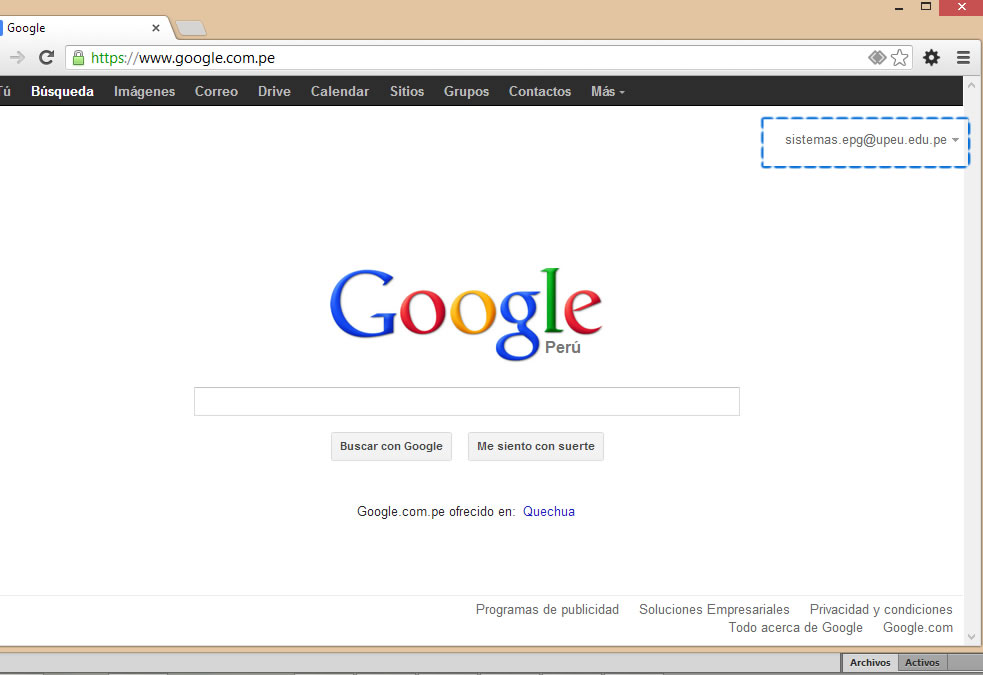 Google
https://www.google.com.pe
Tú Búsqueda Imágenes Correo Drive Calendar Sitios Grupos Contactos Más
sistemas.epg@upeu.edu.pe
Google
Perú
Buscar con Google Me siento con suerte
Google.com.pe ofrecido en: Quechua
Programas de publicidad Soluciones Empresariales Privacidad y condiciones
Todo acerca de Google Google.com
Archivos Activos